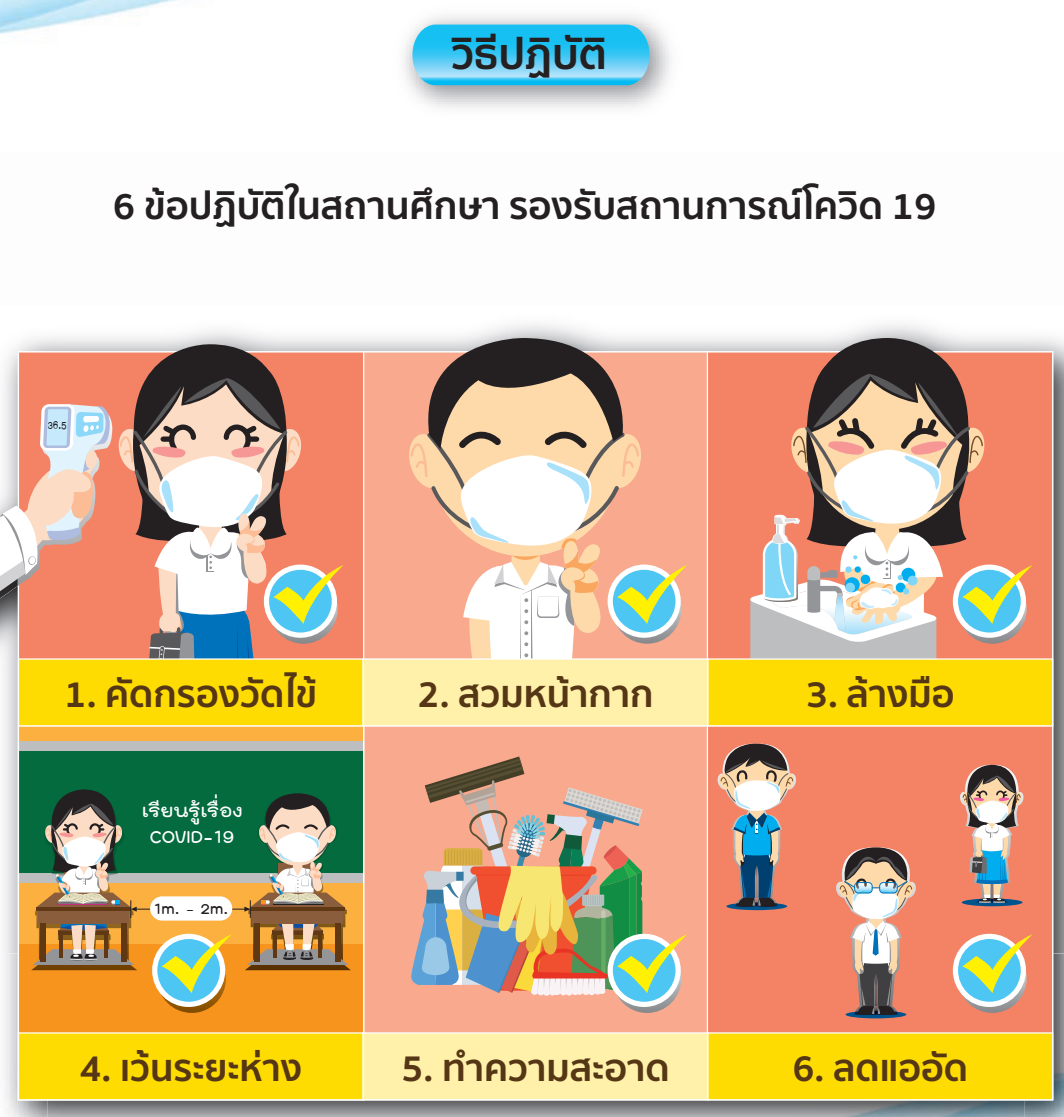 วิธีปฏิบัติ
6 ข้อปฏิบัติในสถานศึกษา รองรับสถานการณ์โควิด 19
36.5
1. คัดกรองวัดไข้
2. สวมหน้ากาก
3. ล้างมือ
เรียนรู้เรื่อง
COVID-19
1m. - 2m.
4. เว้นระยะห่าง
5. ทำความสะอาด
6. ลดแออัด